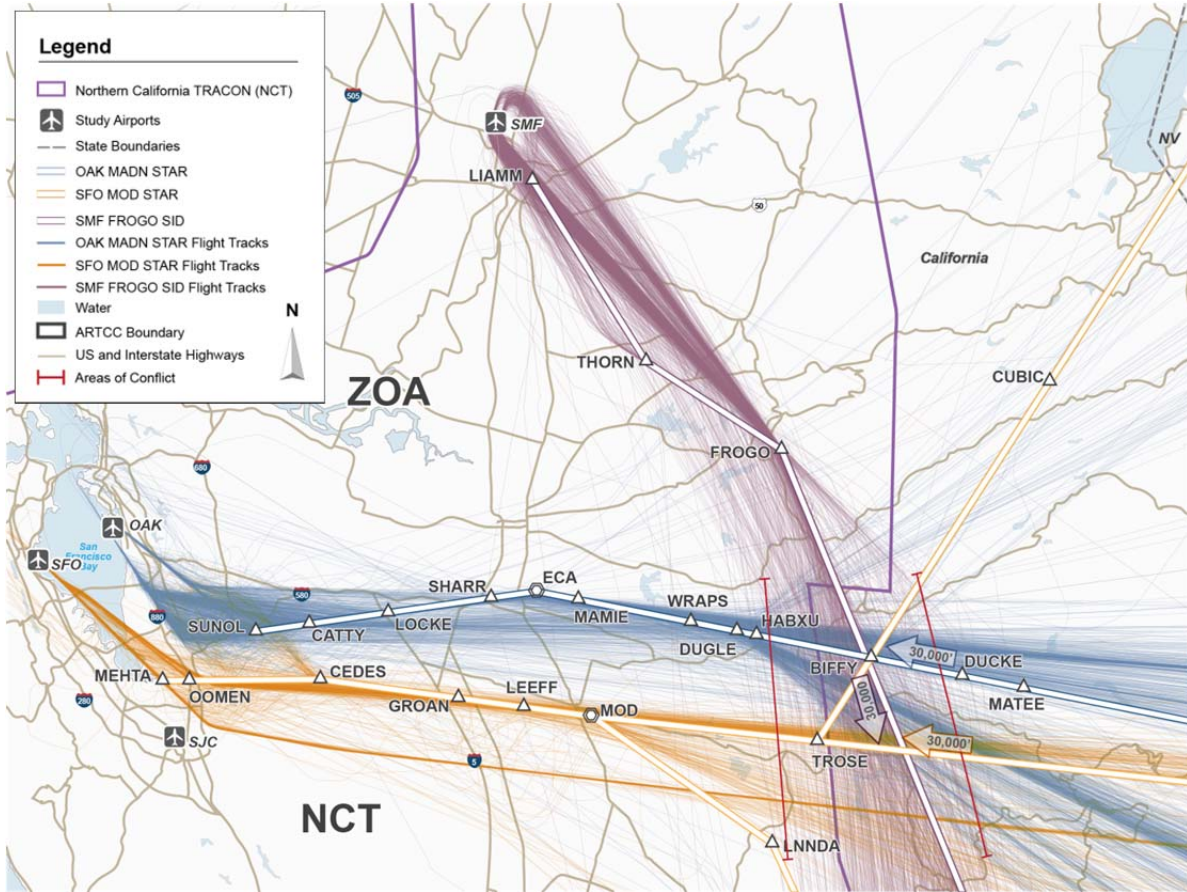 Legend
Northern California TRACON (NCT)
Study Airports
State Boundaries
OAK MADN STAR
SFO MOD STAR
SMF FROGO SID
OAK MADN STAR Flight Tracks
SFO MOD STAR Flight Tracks
SMF FROGO SID Flight Tracks
Water
ARTCC Boundary
US and Interstate Highways
Areas of Conflict
N
505
SMF
NV
LIAMM
50
California
THORN
CUBIC
ZOA
FROGO
680
OAK
San
Francisco
Bay
SFO
580
SHARR
ECA
880
SUNOL
CATTY
LOCKE
MAMIE
WRAPS
HABXU
DUGLE
BIFFY
30,000'
DUCKE
MATEE
MEHTA
OOMEN
CEDES
280
GROAN
LEEFF
MOD
30,000'
30,000'
TROSE
SJC
5
NCT
LNNDA